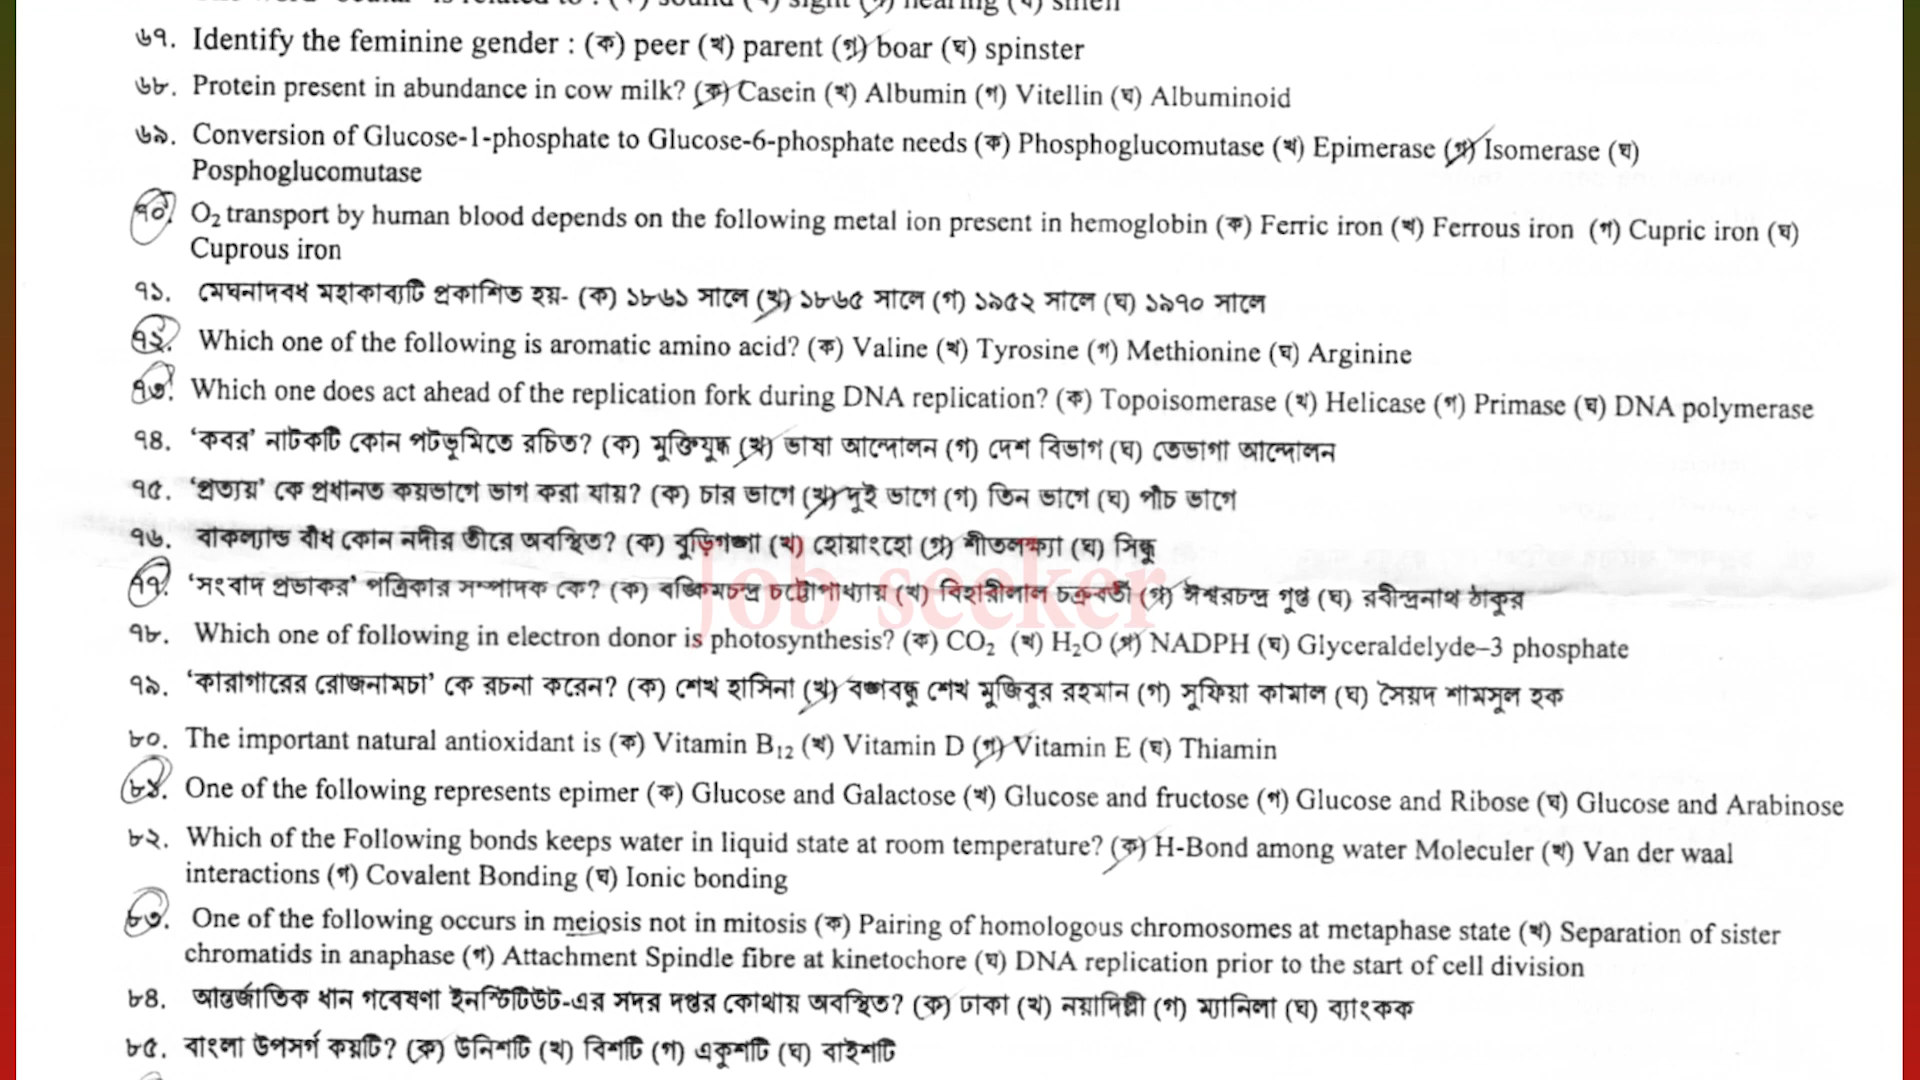 sight hearing smell
৬৭. Identify the feminine gender : (ক) peer (খ) parent (গ) boar (ঘ) spinster
৬৮. Protein present in abundance in cow milk? (ক) Casein (খ) Albumin (গ) Vitellin (ঘ) Albuminoid
৬৯. Conversion of Glucose-1-phosphate to Glucose-6-phosphate needs (ক) Phosphoglucomutase (খ) Epimerase (গ) Isomerase (ঘ)
Posphoglucomutase
৭০. O₂ transport by human blood depends on the following metal ion present in hemoglobin (ক) Ferric iron (খ) Ferrous iron (গ) Cupric iron (ঘ)
Cuprous iron
৭১. মেঘনাদবধ মহাকাব্যটি প্রকাশিত হয়- (ক) ১৮৬১ সালে (খ) ১৮৬৫ সালে (গ) ১৯৫২ সালে (ঘ) ১৯৭০ সালে
৭২. Which one of the following is aromatic amino acid? (ক) Valine (খ) Tyrosine (গ) Methionine (ঘ) Arginine
৭৩. Which one does act ahead of the replication fork during DNA replication? (ক) Topoisomerase (খ) Helicase (গ) Primase (ঘ) DNA polymerase
৭৪. ‘কবর’ নাটকটি কোন পটভূমিতে রচিত? (ক) মুক্তিযুদ্ধ (খ) ভাষা আন্দোলন (গ) দেশ বিভাগ (ঘ) তেভাগা আন্দোলন
৭৫. ‘প্রত্যয়’ কে প্রধানত কয়ভাগে ভাগ করা যায়? (ক) চার ভাগে (খ) দুই ভাগে (গ) তিন ভাগে (ঘ) পাঁচ ভাগে
৭৬. বাকল্যান্ড বাঁধ কোন নদীর তীরে অবস্থিত? (ক) বুড়িগঙ্গা (খ) হোয়াংহো (গ) শীতলক্ষ্যা (ঘ) সিন্ধু
৭৭. ‘সংবাদ প্রভাকর’ পত্রিকার সম্পাদক কে? (ক) বঙ্কিমচন্দ্র চট্টোপাধ্যায় (খ) বিহারীলাল চক্রবর্তী (গ) ঈশ্বরচন্দ্র গুপ্ত (ঘ) রবীন্দ্রনাথ ঠাকুর
Job seeker
৭৮. Which one of following in electron donor is photosynthesis? (ক) CO₂ (খ) H₂O (গ) NADPH (ঘ) Glyceraldelyde–3 phosphate
৭৯. ‘কারাগারের রোজনামচা’ কে রচনা করেন? (ক) শেখ হাসিনা (খ) বঙ্গবন্ধু শেখ মুজিবুর রহমান (গ) সুফিয়া কামাল (ঘ) সৈয়দ শামসুল হক
৮০. The important natural antioxidant is (ক) Vitamin B₁₂ (খ) Vitamin D (গ) Vitamin E (ঘ) Thiamin
৮১. One of the following represents epimer (ক) Glucose and Galactose (খ) Glucose and fructose (গ) Glucose and Ribose (ঘ) Glucose and Arabinose
৮২. Which of the Following bonds keeps water in liquid state at room temperature? (ক) H-Bond among water Moleculer (খ) Van der waal
interactions (গ) Covalent Bonding (ঘ) Ionic bonding
৮৩. One of the following occurs in meiosis not in mitosis (ক) Pairing of homologous chromosomes at metaphase state (খ) Separation of sister
chromatids in anaphase (গ) Attachment Spindle fibre at kinetochore (ঘ) DNA replication prior to the start of cell division
৮৪. আন্তর্জাতিক ধান গবেষণা ইনস্টিটিউট-এর সদর দপ্তর কোথায় অবস্থিত? (ক) ঢাকা (খ) নয়াদিল্লী (গ) ম্যানিলা (ঘ) ব্যাংকক
৮৫. বাংলা উপসর্গ কয়টি? (ক) উনিশটি (খ) বিশটি (গ) একুশটি (ঘ) বাইশটি